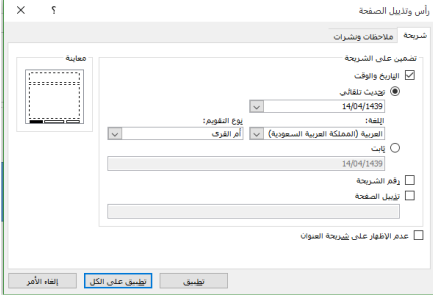 رأس وتذييل الصفحة
شريحة ملاحظات ونشرات
تضمين على الشريحة
معاينة
التاريخ والوقت
تحديث تلقائي
14/04/1439
اللغة: نوع التقويم:
العربية (المملكة العربية السعودية) أم القرى
ثابت
14/04/1439
رقم الشريحة
تذييل الصفحة
عدم الإظهار على شريحة العنوان
تطبيق تطبيق على الكل إلغاء الأمر